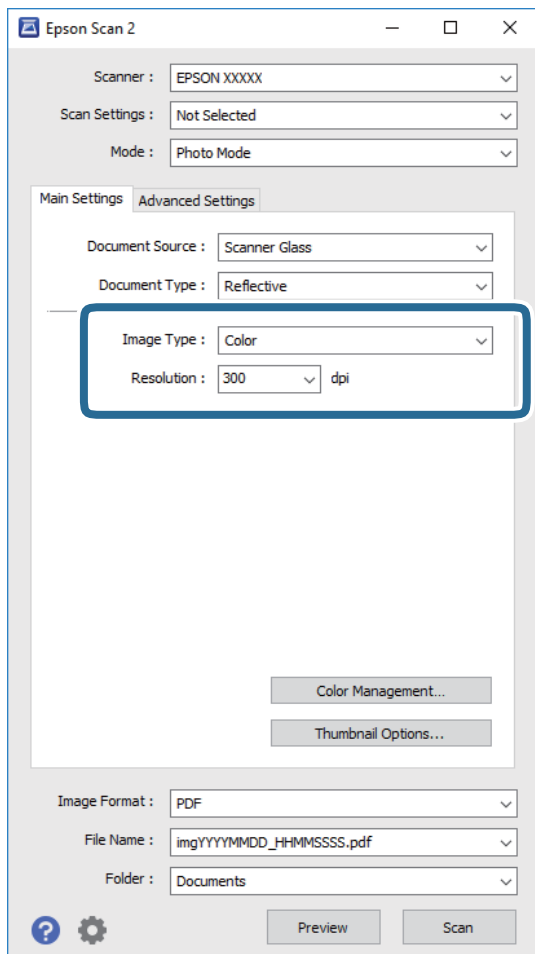 Epson Scan 2
Scanner : EPSON XXXXX
Scan Settings : Not Selected
Mode : Photo Mode
Main Settings Advanced Settings
Document Source : Scanner Glass
Document Type : Reflective
Image Type : Color
Resolution : 300 dpi
Color Management...
Thumbnail Options...
Image Format : PDF
File Name : imgYYYYMMDD_HHMMSSSS.pdf
Folder : Documents
? Preview Scan